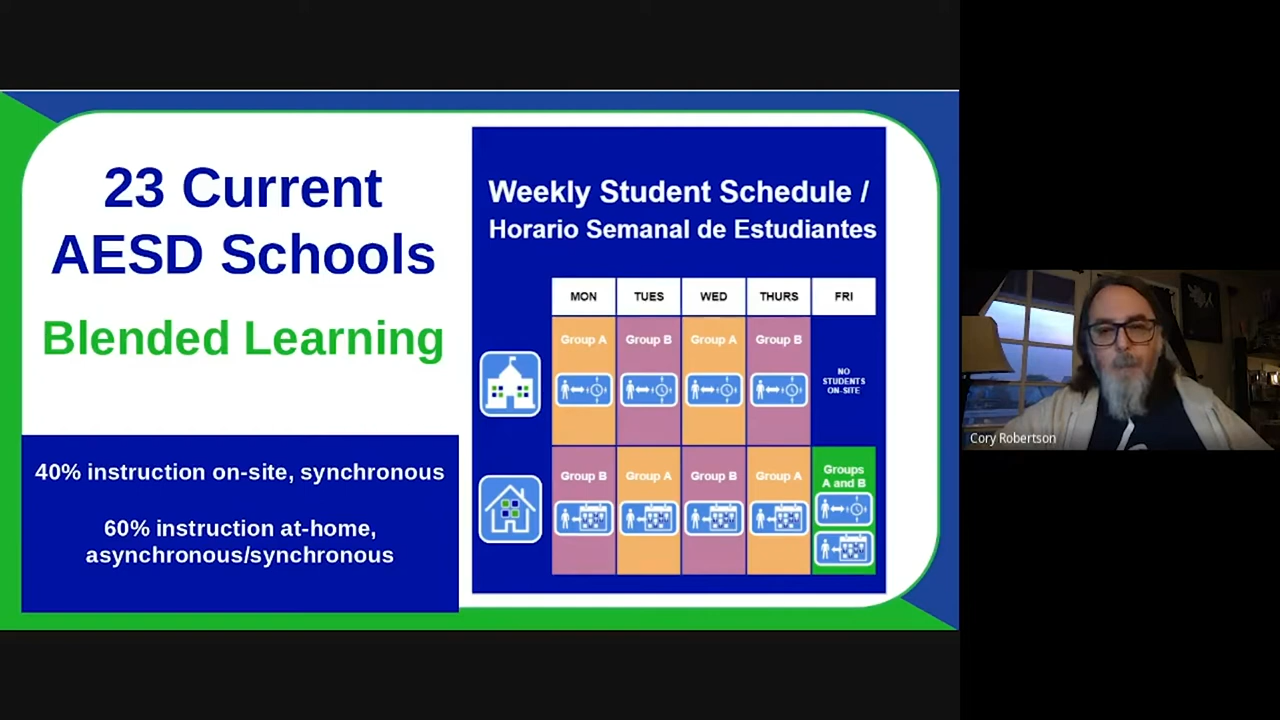 23 Current
AESD Schools
Blended Learning
40% instruction on-site, synchronous
60% instruction at-home,
asynchronous/synchronous
Weekly Student Schedule /
Horario Semanal de Estudiantes
MON TUES WED THURS FRI
Group A Group B Group A Group B
NO
STUDENTS
ON-SITE
Group B Group A Group B Group A Groups
A and B
Cory Robertson